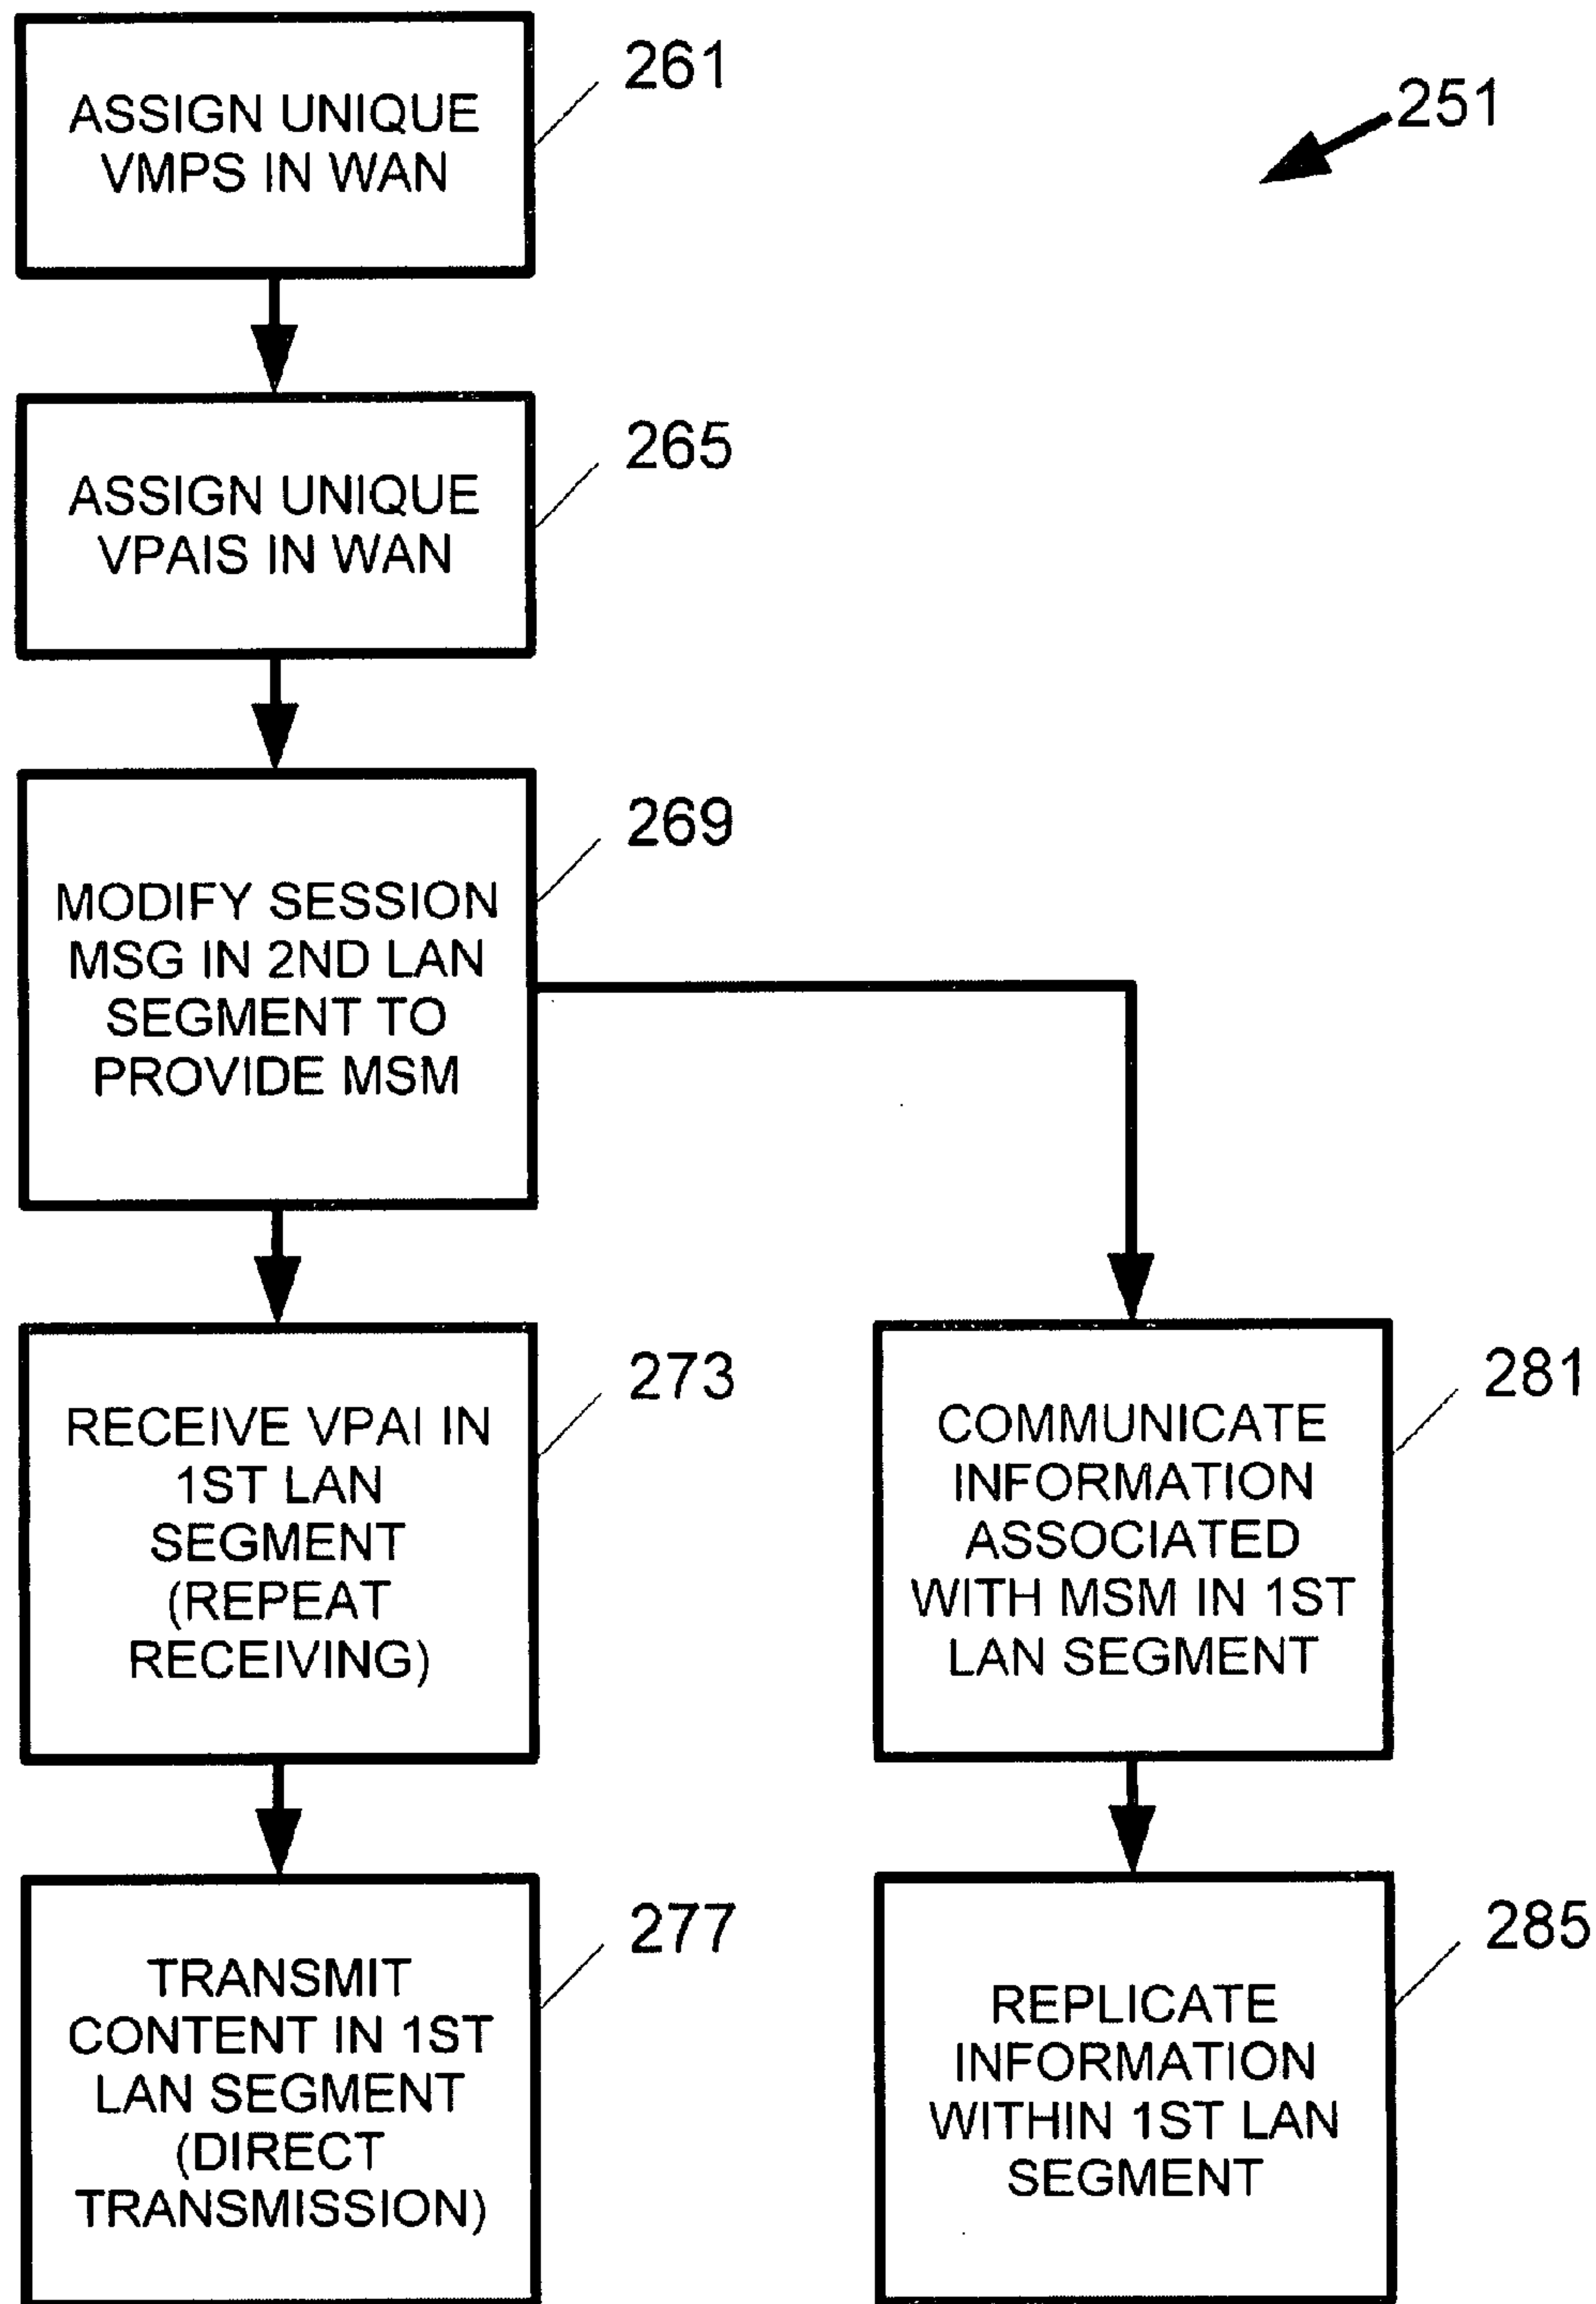 261
251
ASSIGN UNIQUE
VMPS IN WAN
265
ASSIGN UNIQUE
VPAIS IN WAN
269
MODIFY SESSION
MSG IN 2ND LAN
SEGMENT TO
PROVIDE MSM
273
RECEIVE VPAI IN
1ST LAN
SEGMENT
(REPEAT
RECEIVING)
281
COMMUNICATE
INFORMATION
ASSOCIATED
WITH MSM IN 1ST
LAN SEGMENT
277
TRANSMIT
CONTENT IN 1ST
LAN SEGMENT
(DIRECT
TRANSMISSION)
285
REPLICATE
INFORMATION
WITHIN 1ST LAN
SEGMENT